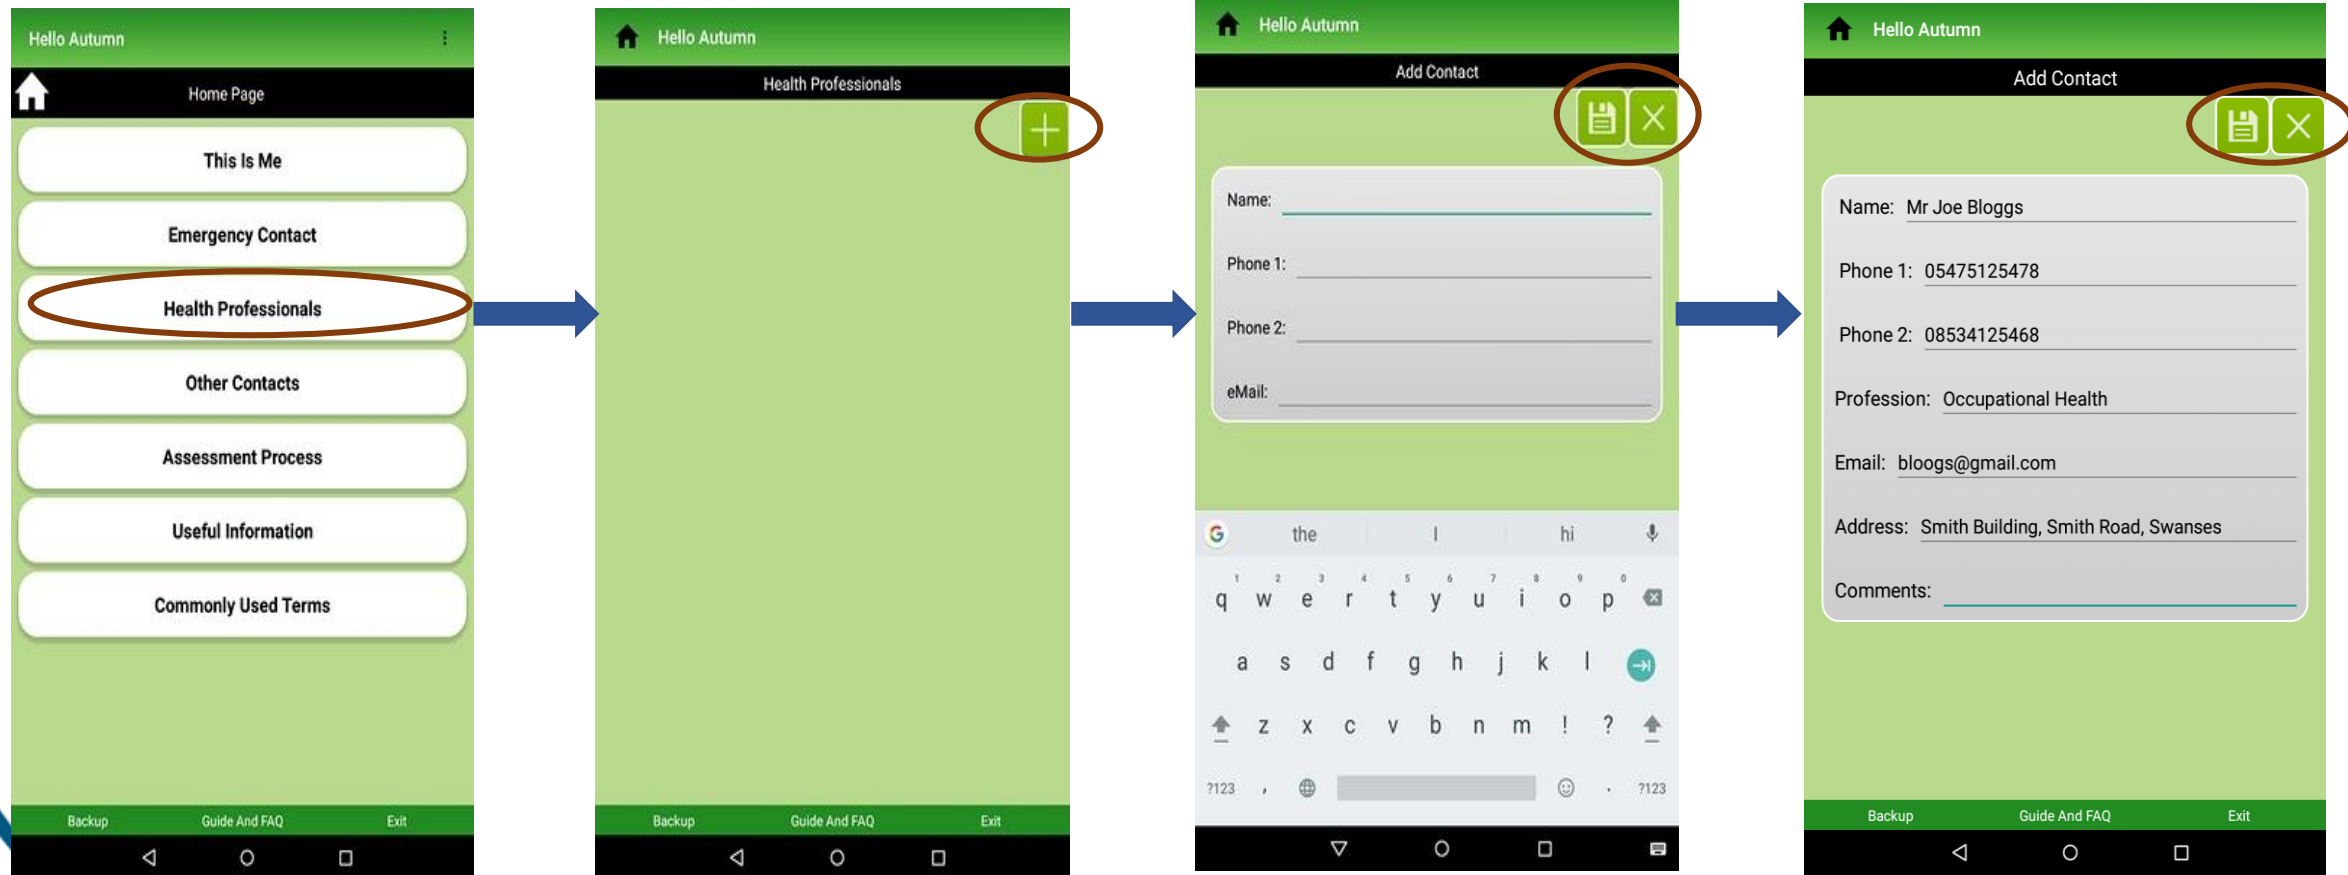 Hello Autumn
Home Page
This Is Me
Emergency Contact
Health Professionals
Other Contacts
Assessment Process
Useful Information
Commonly Used Terms
Backup Guide And FAQ Exit
Hello Autumn
Health Professionals
Backup Guide And FAQ Exit
Hello Autumn
Add Contact
Name:
Phone 1:
Phone 2:
eMail:
G the I hi
1 2 3 4 5 6 7 8 9 0
q w e r t y u i o p
a s d f g h j k l
z x c v b n m ! ?
?123 , . ?123
Hello Autumn
Add Contact
Name: Mr Joe Bloggs
Phone 1: 05475125478
Phone 2: 08534125468
Profession: Occupational Health
Email: bloogs@gmail.com
Address: Smith Building, Smith Road, Swanses
Comments:
Backup Guide And FAQ Exit